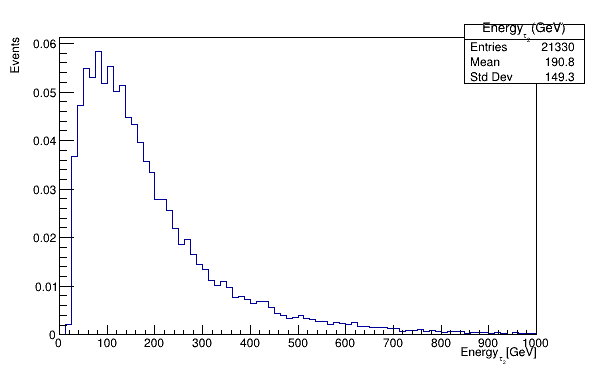 Energy_τ₂(GeV)
Entries 21330
Mean 190.8
Std Dev 149.3
Events
0.06
0.05
0.04
0.03
0.02
0.01
0
0 100 200 300 400 500 600 700 800 900 1000
Energy_τ₂[GeV]